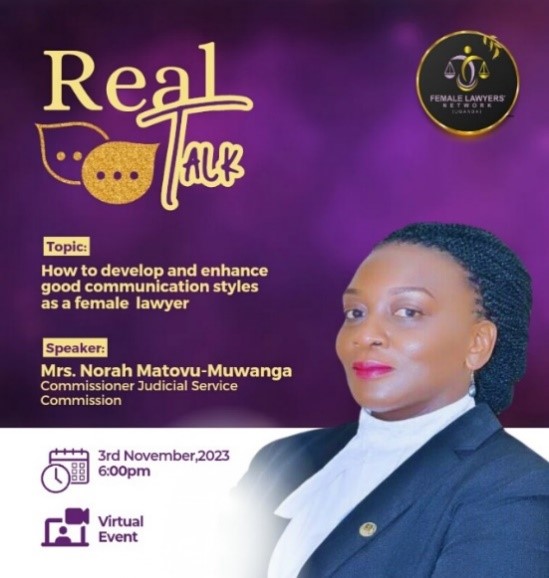 Real
Talk
FEMALE LAWYERS'
NETWORK
Topic:
How to develop and enhance
good communication styles
as a female lawyer
Speaker:
Mrs. Norah Matovu-Muwanga
Commissioner Judicial Service
Commission
3rd November,2023
6:00pm
Virtual
Event